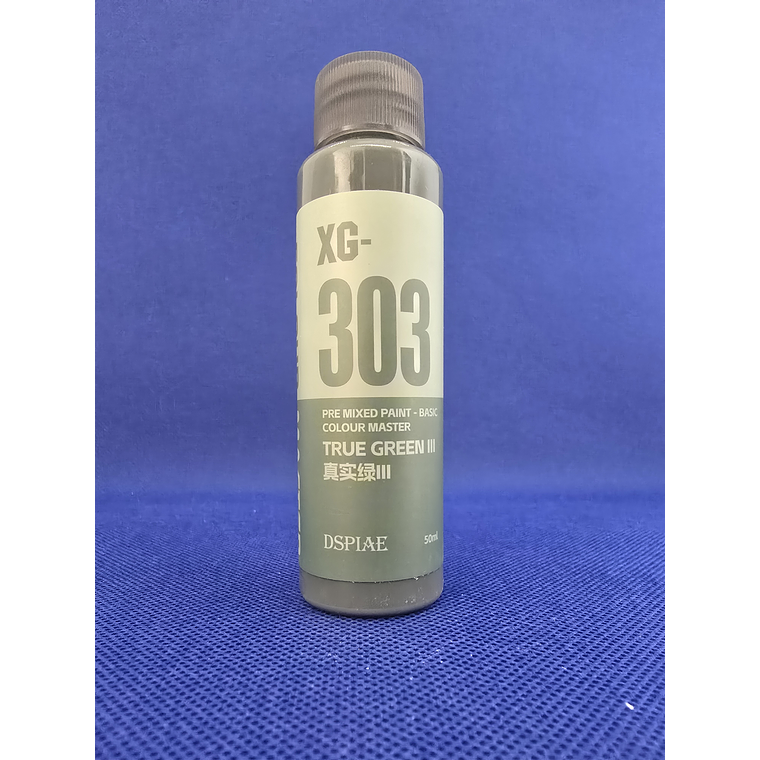 XG-
303
PRE MIXED PAINT - BASIC
COLOUR MASTER
TRUE GREEN III
真实绿III
DSPIAE
50ml